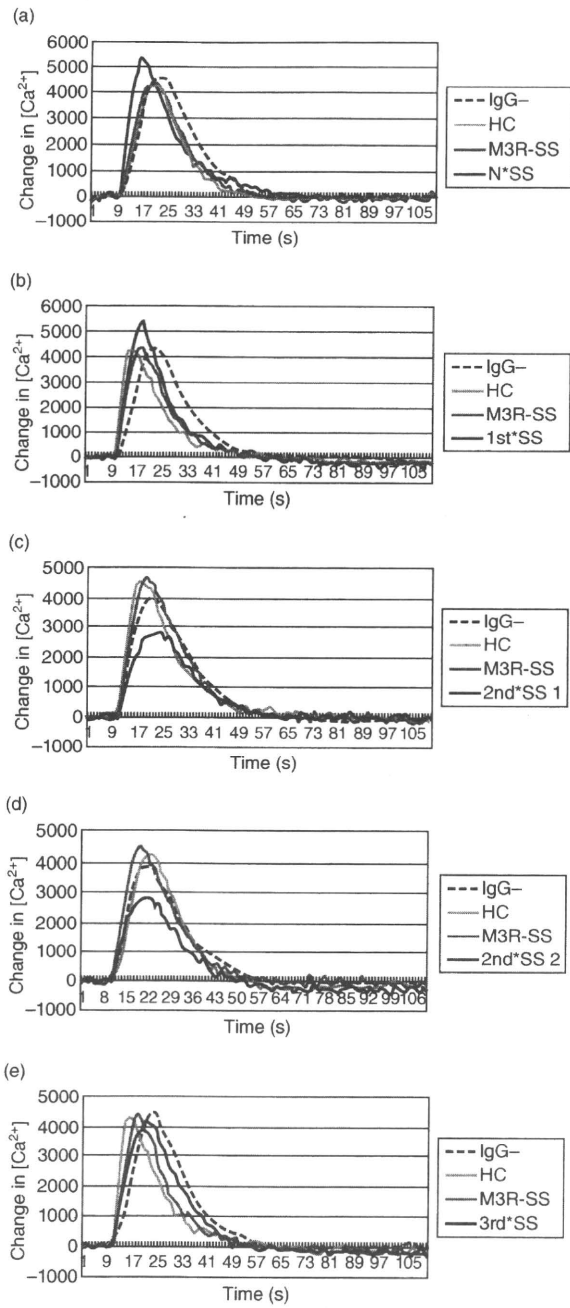 (a)
6000
5000
4000
3000
2000
1000
0
−1000
Change in [Ca2+]
1 9 17 25 33 41 49 57 65 73 81 89 97 105
Time (s)
IgG−
HC
M3R-SS
N*SS
(b)
6000
5000
4000
3000
2000
1000
0
−1000
Change in [Ca2+]
1 9 17 25 33 41 49 57 65 73 81 89 97 105
Time (s)
IgG−
HC
M3R-SS
1st*SS
(c)
5000
4000
3000
2000
1000
0
−1000
Change in [Ca2+]
1 9 17 25 33 41 49 57 65 73 81 89 97 105
Time (s)
IgG−
HC
M3R-SS
2nd*SS 1
(d)
5000
4000
3000
2000
1000
0
−1000
Change in [Ca2+]
1 8 15 22 29 36 43 50 57 64 71 78 85 92 99 106
Time (s)
IgG−
HC
M3R-SS
2nd*SS 2
(e)
5000
4000
3000
2000
1000
0
−1000
Change in [Ca2+]
1 9 17 25 33 41 49 57 65 73 81 89 97 105
Time (s)
IgG−
HC
M3R-SS
3rd*SS